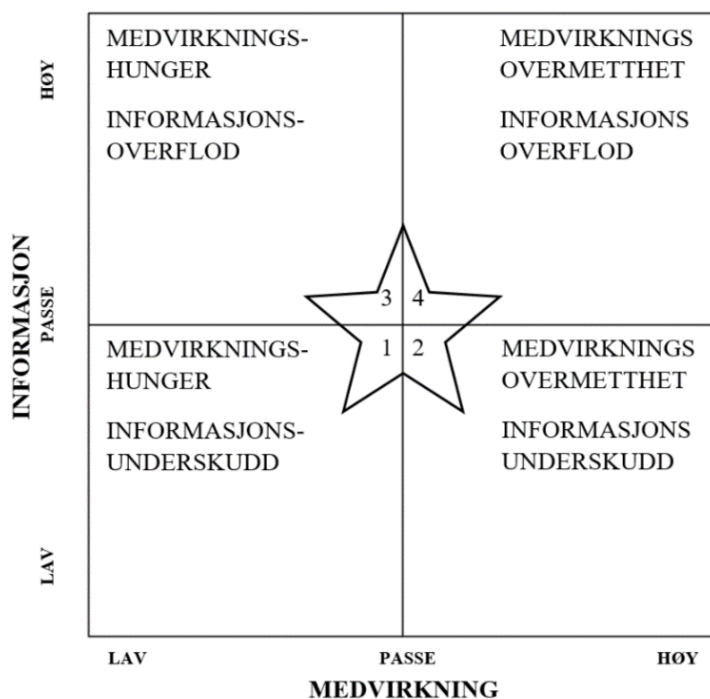 HØY
MEDVIRKNINGS-
HUNGER
INFORMASJONS-
OVERFLOD
MEDVIRKNINGS
OVERMETTHET
INFORMASJONS
OVERFLOD
INFORMASJON
PASSE
3 4
1 2
MEDVIRKNINGS-
HUNGER
INFORMASJONS-
UNDERSKUDD
MEDVIRKNINGS
OVERMETTHET
INFORMASJONS
UNDERSKUDD
LAV
LAV PASSE HØY
MEDVIRKNING